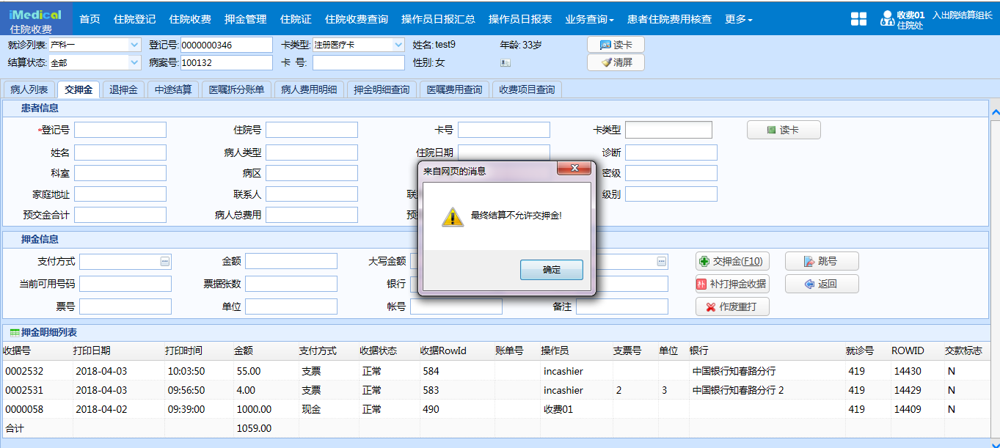 iMedical
住院收费
首页 住院登记 住院收费 押金管理 住院证 住院收费查询 操作员日报汇总 操作员日报表 业务查询 患者住院费用核查 更多
收费01
住院处
入出院结算组长
就诊列表: 产科一 登记号: 0000000346 卡类型: 注册医疗卡 姓名: test9 年龄: 33岁 读卡
结算状态: 全部 病案号: 100132 卡 号: 性别: 女 清屏
病人列表 交押金 退押金 中途结算 医嘱拆分账单 病人费用明细 押金明细查询 医嘱费用查询 收费项目查询
患者信息
*登记号 住院号 卡号 卡类型 读卡
姓名 病人类型 住院日期 诊断
科室 病区 密级
家庭地址 联系人 级别
预交金合计 病人总费用
来自网页的消息
最终结算不允许交押金!
确定
押金信息
支付方式 金额 大写金额 交押金(F10) 跳号
当前可用号码 票据张数 银行 补打押金收据 返回
票号 单位 帐号 备注 作废重打
押金明细列表
收据号 打印日期 打印时间 金额 支付方式 收据状态 收据RowId 账单号 操作员 支票号 单位 银行 就诊号 ROWID 交款标志
0002532 2018-04-03 10:03:50 55.00 支票 正常 584 incashier 中国银行知春路分行 419 14430 N
0002531 2018-04-03 09:56:50 4.00 支票 正常 583 incashier 2 3 中国银行知春路分行 2 419 14429 N
0000058 2018-04-02 09:39:00 1000.00 现金 正常 490 收费01 419 14409 N
合计 1059.00